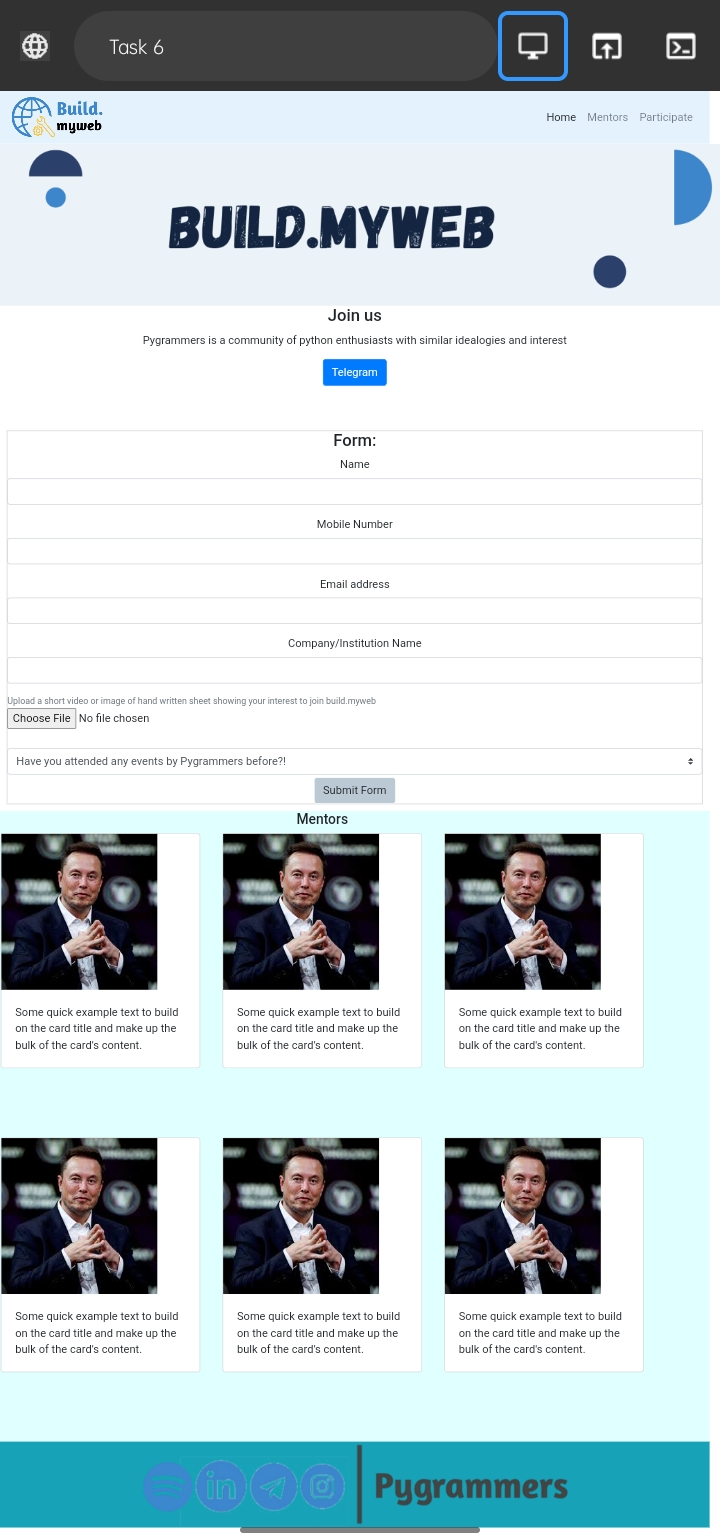 Task 6
Build.
myweb
Home Mentors Participate
BUILD.MYWEB
Join us
Pygrammers is a community of python enthusiasts with similar idealogies and interest
Telegram
Form:
Name
Mobile Number
Email address
Company/Institution Name
Upload a short video or image of hand written sheet showing your interest to join build.myweb
Choose File No file chosen
Have you attended any events by Pygrammers before?!
Submit Form
Mentors
Some quick example text to build
on the card title and make up the
bulk of the card's content.
Some quick example text to build
on the card title and make up the
bulk of the card's content.
Some quick example text to build
on the card title and make up the
bulk of the card's content.
Some quick example text to build
on the card title and make up the
bulk of the card's content.
Some quick example text to build
on the card title and make up the
bulk of the card's content.
Some quick example text to build
on the card title and make up the
bulk of the card's content.
in
Pygrammers